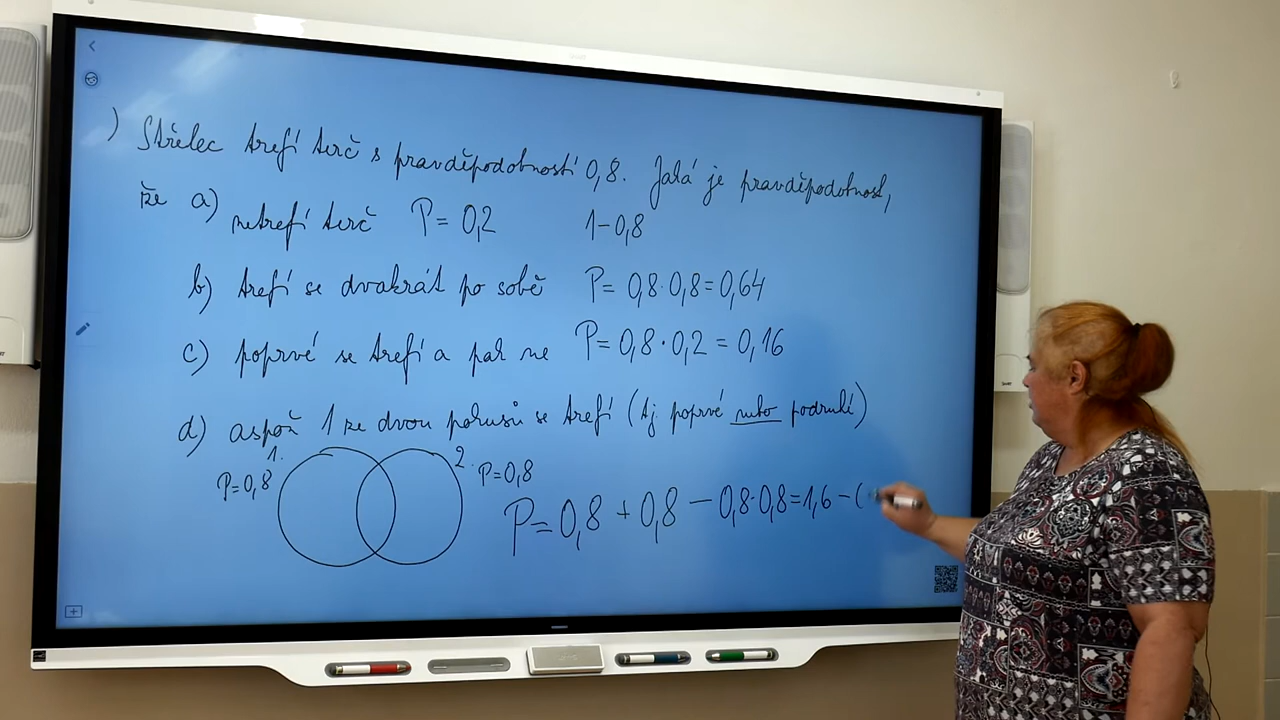 ) Střelec trefí terč s pravděpodobností 0,8. Jaká je pravděpodobnost,
že a) netrefí terč P = 0,2 1-0,8
b) trefí se dvakrát po sobě P = 0,8·0,8=0,64
c) poprvé se trefí a pak ne P = 0,8·0,2 = 0,16
d) aspoň 1 ze dvou pokusů se trefí (tj poprvé nebo podruhé)
1. 2.
P=0,8 P=0,8
P = 0,8 + 0,8 - 0,8·0,8=1,6-(